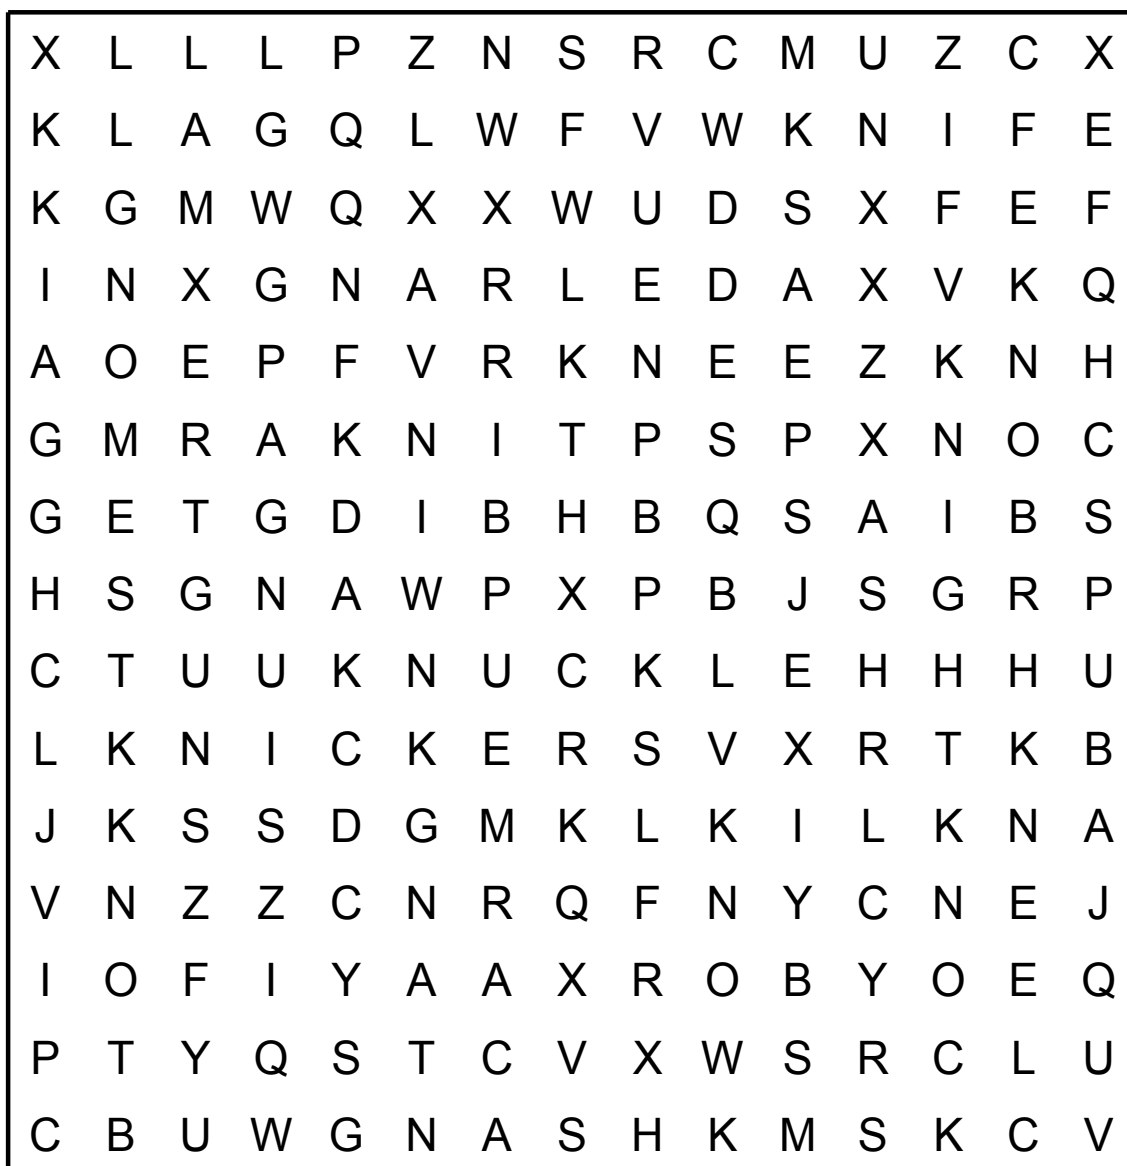 X L L L P Z N S R C M U Z C X
K L A G Q L W F V W K N I F E
K G M W Q X X W U D S X F E F
I N X G N A R L E D A X V K Q
A O E P F V R K N E E Z K N H
G M R A K N I T P S P X N O C
G E T G D I B H B Q S A I B S
H S G N A W P X P B J S G R P
C T U U K N U C K L E H H H U
L K N I C K E R S V X R T K B
J K S S D G M K L K I L K N A
V N Z Z C N R Q F N Y C N E J
I O F I Y A A X R O B Y O E Q
P T Y Q S T C V X W S R C L U
C B U W G N A S H K M S K C V